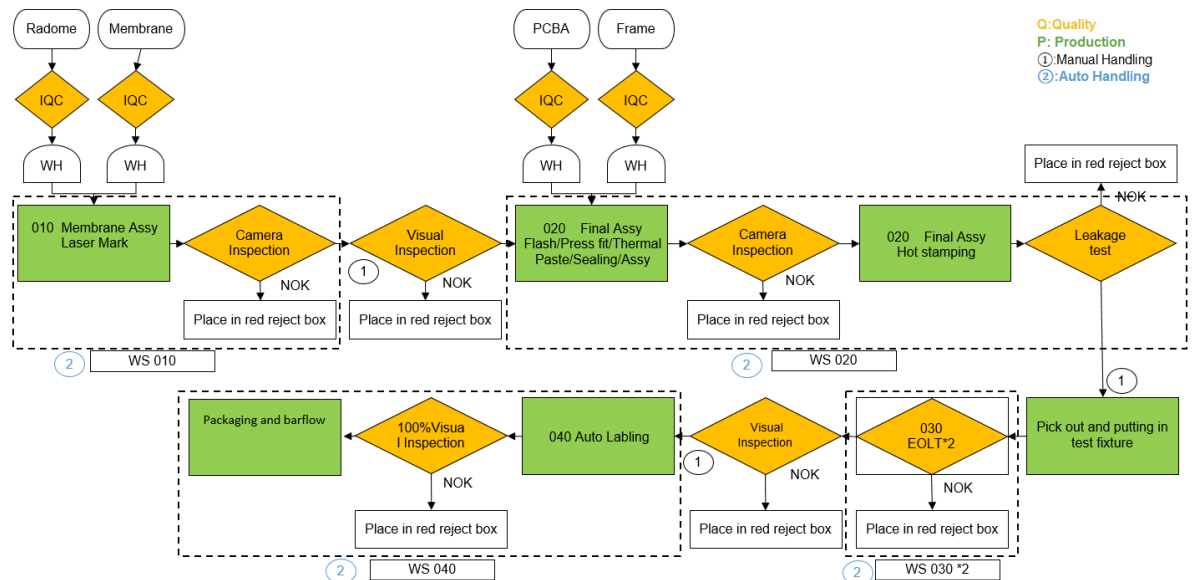 Radome
Membrane
PCBA
Frame
Q:Quality
P: Production
①:Manual Handling
②:Auto Handling
IQC
IQC
IQC
IQC
WH
WH
WH
WH
Place in red reject box
NOK
010 Membrane Assy
Laser Mark
Camera
Inspection
Visual
Inspection
020 Final Assy
Flash/Press fit/Thermal
Paste/Sealing/Assy
Camera
Inspection
020 Final Assy
Hot stamping
Leakage
test
1
NOK
NOK
NOK
Place in red reject box
Place in red reject box
Place in red reject box
2
WS 010
2
WS 020
1
Packaging and barflow
100%Visua
l Inspection
040 Auto Labling
Visual
Inspection
030
EOLT*2
Pick out and putting in
test fixture
1
NOK
NOK
NOK
Place in red reject box
Place in red reject box
Place in red reject box
2
WS 040
2
WS 030 *2